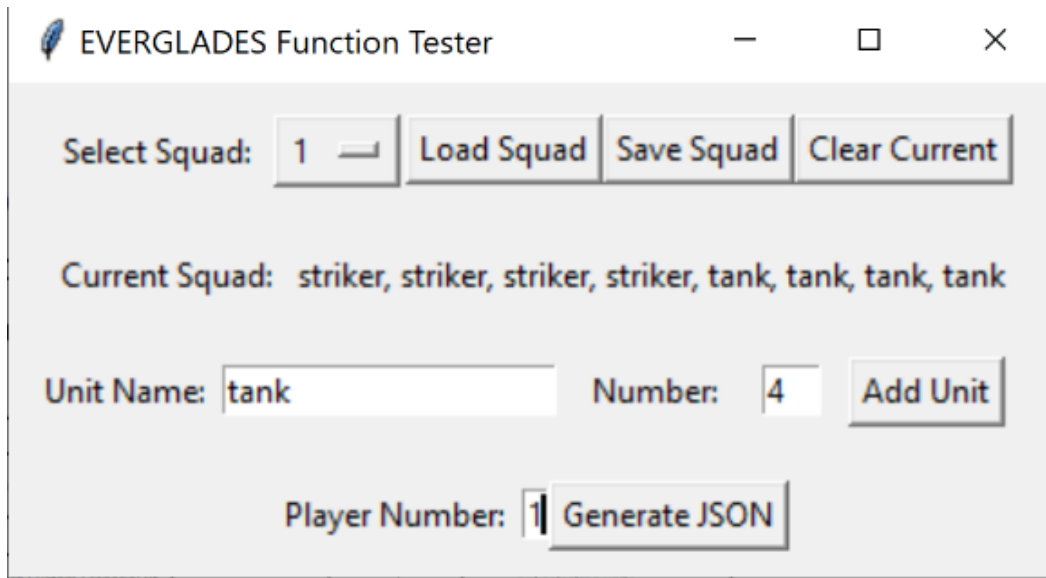 EVERGLADES Function Tester
Select Squad: 1 Load Squad Save Squad Clear Current
Current Squad: striker, striker, striker, striker, tank, tank, tank, tank
Unit Name: tank Number: 4 Add Unit
Player Number: 1 Generate JSON